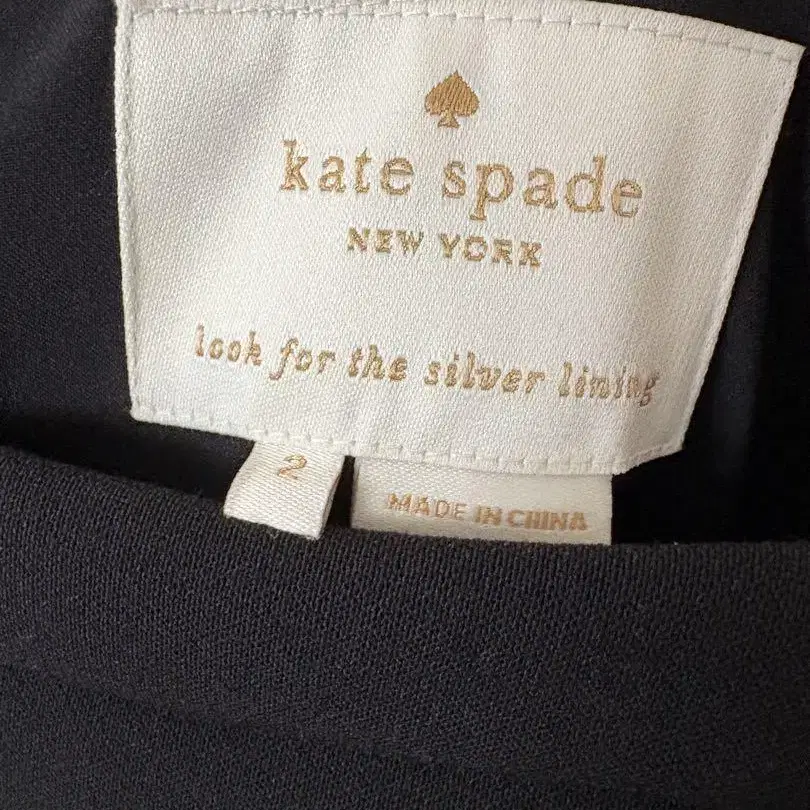 kate spade
NEW YORK
look for the silver lining
2
MADE IN CHINA